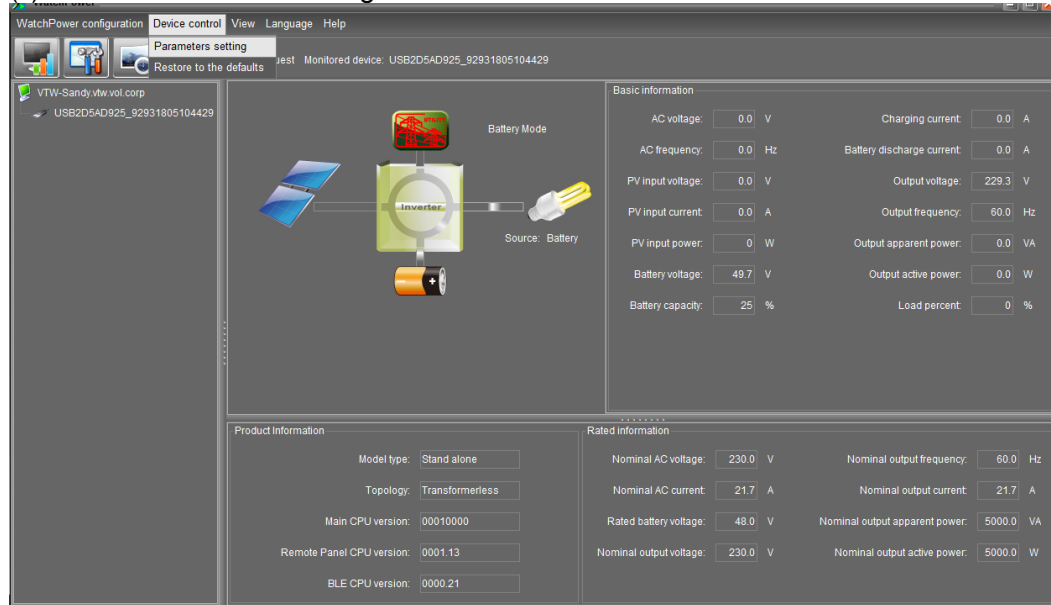 WatchPower
WatchPower configuration Device control View Language Help
Parameters setting
Restore to the defaults
uest Monitored device: USB2D5AD925_92931805104429
VTW-Sandy.vtw.vol.corp
USB2D5AD925_92931805104429
Battery Mode
Inverter
Source: Battery
Basic information
AC voltage: 0.0 V Charging current: 0.0 A
AC frequency: 0.0 Hz Battery discharge current: 0.0 A
PV input voltage: 0.0 V Output voltage: 229.3 V
PV input current: 0.0 A Output frequency: 60.0 Hz
PV input power: 0 W Output apparent power: 0.0 VA
Battery voltage: 49.7 V Output active power: 0.0 W
Battery capacity: 25 % Load percent: 0 %
Product Information
Model type: Stand alone
Topology: Transformerless
Main CPU version: 00010000
Remote Panel CPU version: 0001.13
BLE CPU version: 0000.21
Rated information
Nominal AC voltage: 230.0 V Nominal output frequency: 60.0 Hz
Nominal AC current: 21.7 A Nominal output current: 21.7 A
Rated battery voltage: 48.0 V Nominal output apparent power: 5000.0 VA
Nominal output voltage: 230.0 V Nominal output active power: 5000.0 W